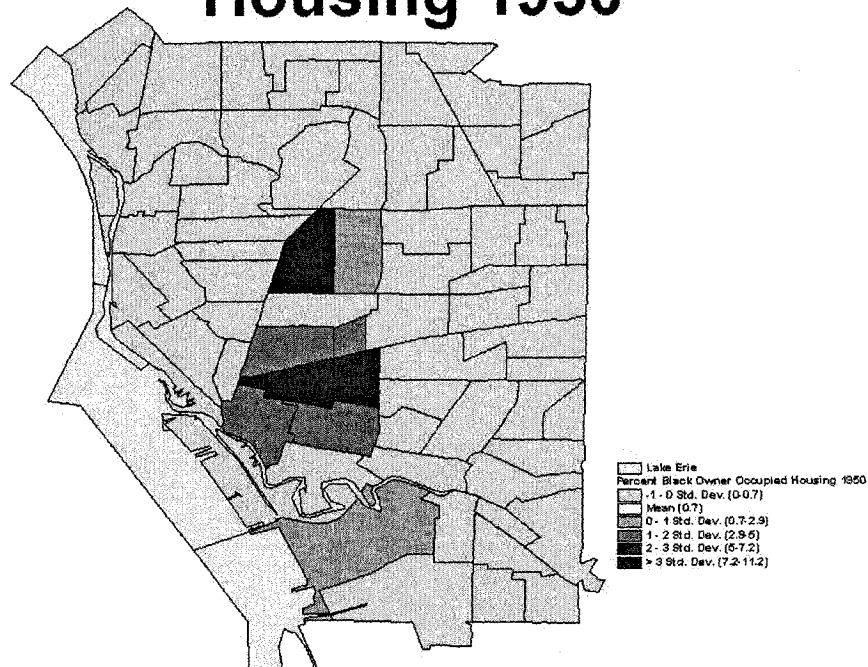 Housing 1950
Lake Erie
Percent Black Owner Occupied Housing 1950
-1 - 0 Std. Dev. (0-0.7)
Mean (0.7)
0 - 1 Std. Dev. (0.7-2.9)
1 - 2 Std. Dev. (2.9-5)
2 - 3 Std. Dev. (5-7.2)
> 3 Std. Dev. (7.2-11.2)